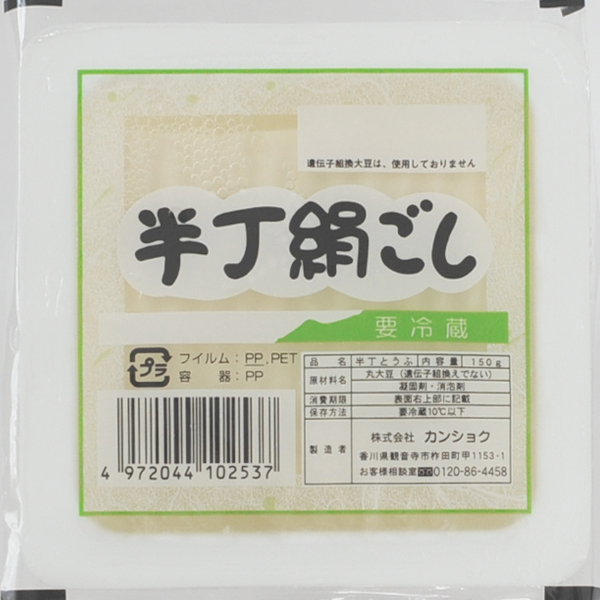 遺伝子組換大豆は、使用しておりません
半丁絹ごし
要冷蔵
プラ
フイルム：PP,PET
容器：PP
品名 半丁とうふ 内容量 150g
原材料名 丸大豆（遺伝子組換えでない）
凝固剤・消泡剤
消費期限 表面右上部に記載
保存方法 要冷蔵10℃以下
製造者 株式会社 カンショク
香川県観音寺市柞田町甲1153-1
お客様相談室 0120-86-4458
4 972044 102537